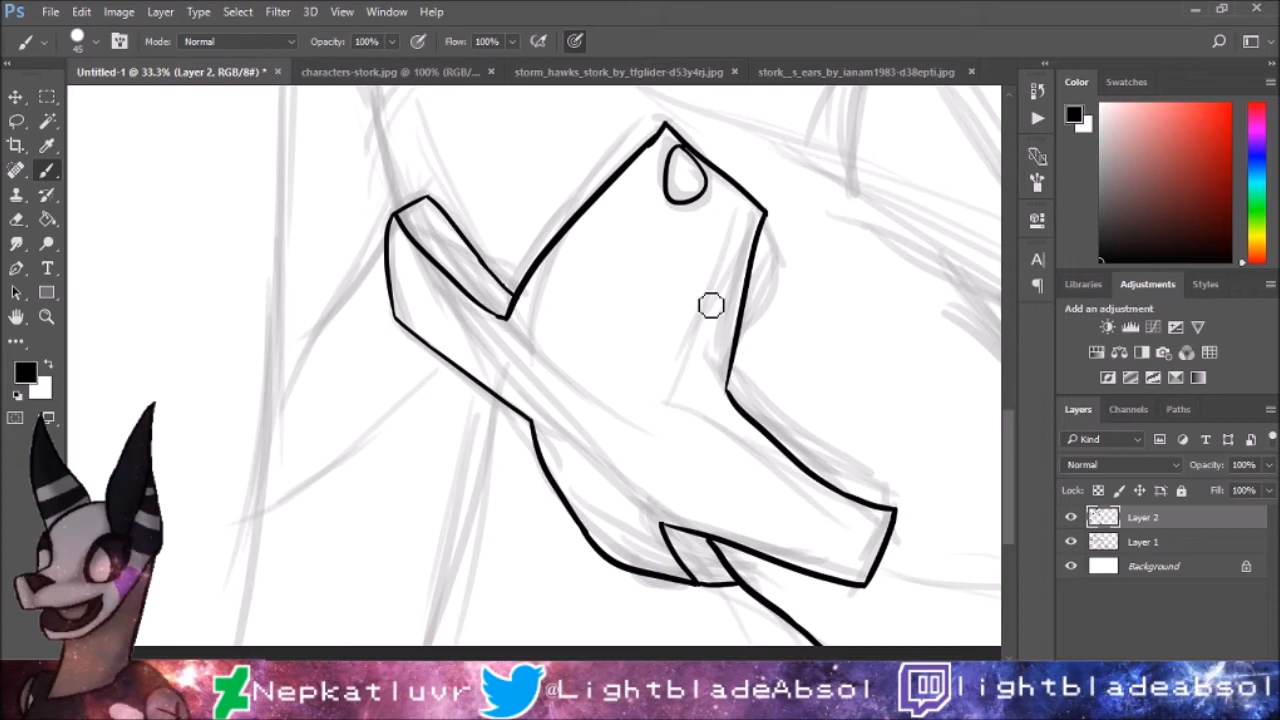 Ps File Edit Image Layer Type Select Filter 3D View Window Help
45 Mode: Normal Opacity: 100% Flow: 100%
Untitled-1 @ 33.3% (Layer 2, RGB/8#) * × characters-stork.jpg @ 100% (RGB/... × storm_hawks_stork_by_tfglider-d53y4rj.jpg × stork__s_ears_by_ianam1983-d38epti.jpg ×
Color Swatches
Libraries Adjustments Styles
Add an adjustment
Layers Channels Paths
Kind
Normal Opacity: 100%
Lock: Fill: 100%
Layer 2
Layer 1
Background
Nepkatluvr @LightbladeAbsol lightbladeabsol